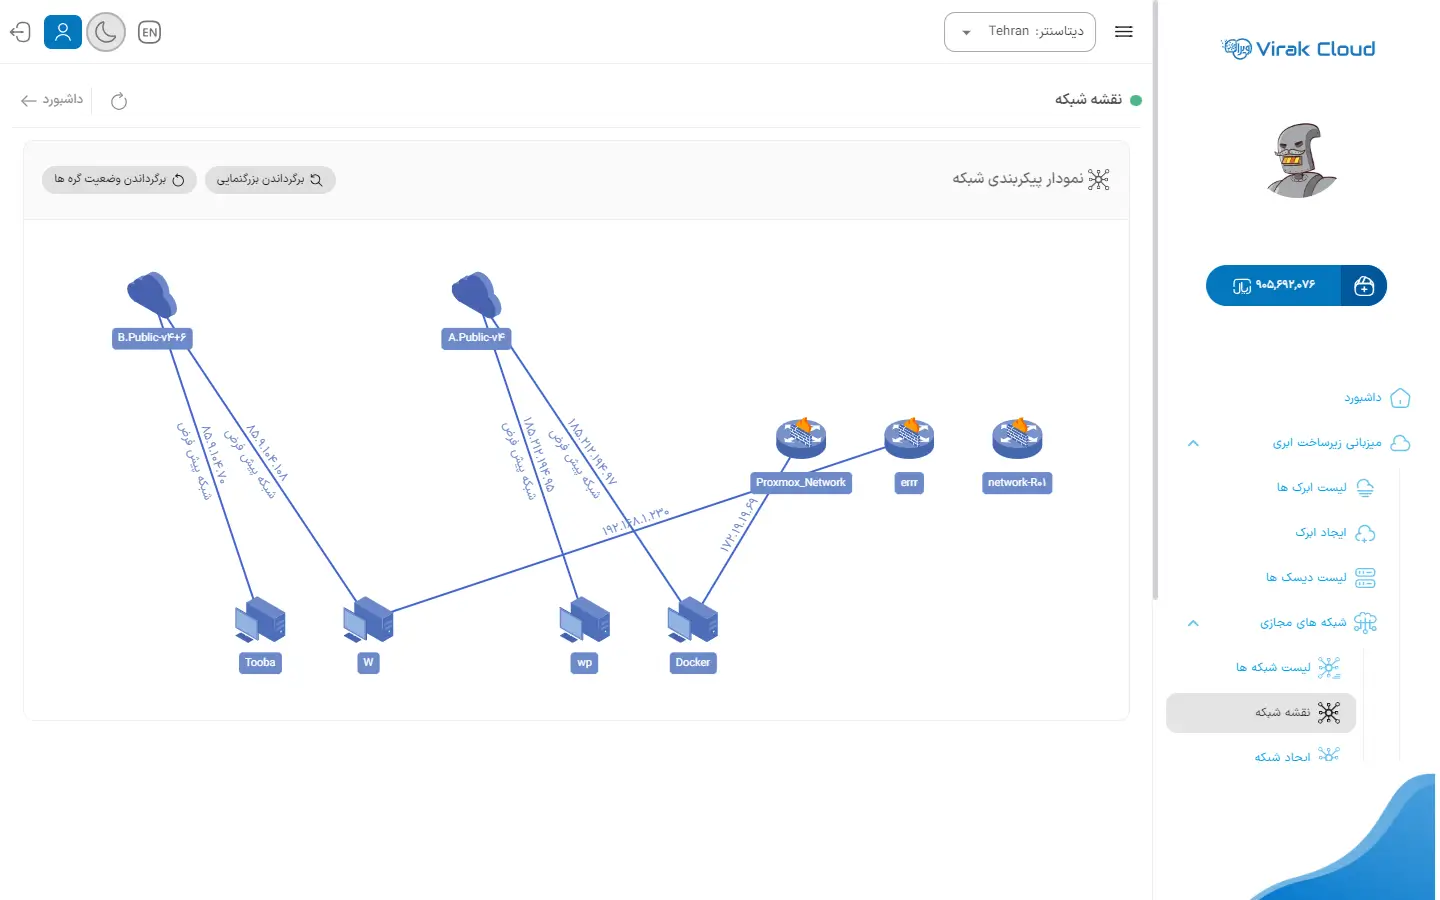 Virak Cloud
EN
دیتاسنتر: Tehran
نقشه شبکه
داشبورد
نمودار پیکربندی شبکه
برگرداندن بزرگنمایی
برگرداندن وضعیت گره ها
B.Public-v۴+۶
A.Public-v۴
۸۵.۹.۱۰۴.۷۰
شبکه پیش فرض
۸۵.۹.۱۰۴.۱۰۸
شبکه پیش فرض
۱۸۵.۲۱۲.۱۹۴.۹۵
شبکه پیش فرض
۱۸۵.۲۱۲.۱۹۴.۹۷
شبکه پیش فرض
Proxmox_Network
errr
network-R۰۱
۱۹۲.۱۶۸.۱.۲۳۰
۱۷۲.۱۹.۱۹.۶۹
Tooba
W
wp
Docker
۹۰۵,۶۹۲,۰۷۶ ریال
داشبورد
میزبانی زیرساخت ابری
لیست ابرک ها
ایجاد ابرک
لیست دیسک ها
شبکه های مجازی
لیست شبکه ها
نقشه شبکه
ایجاد شبکه